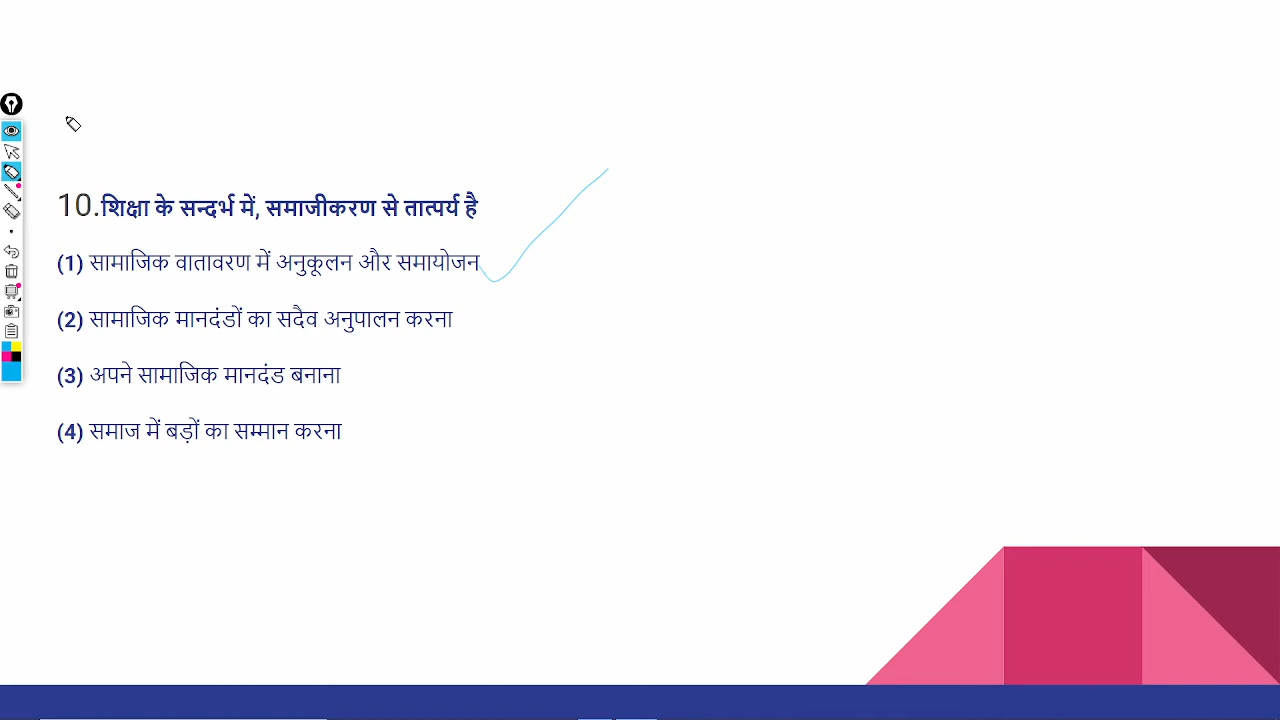 10.शिक्षा के सन्दर्भ में, समाजीकरण से तात्पर्य है
(1) सामाजिक वातावरण में अनुकूलन और समायोजन
(2) सामाजिक मानदंडों का सदैव अनुपालन करना
(3) अपने सामाजिक मानदंड बनाना
(4) समाज में बड़ों का सम्मान करना